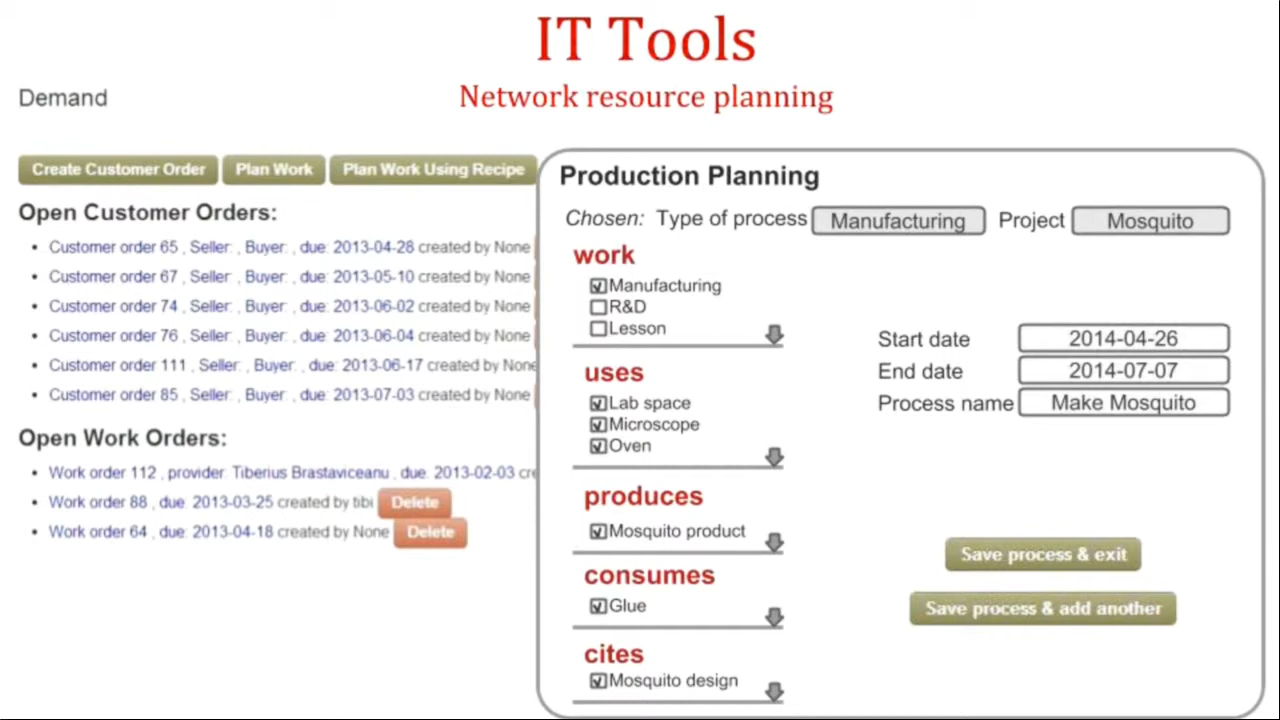 IT Tools
Network resource planning
Demand
Create Customer Order Plan Work Plan Work Using Recipe
Open Customer Orders:
• Customer order 65 , Seller: , Buyer: , due: 2013-04-28 created by None
• Customer order 67 , Seller: , Buyer: , due: 2013-05-10 created by None
• Customer order 74 , Seller: , Buyer: , due: 2013-06-02 created by None
• Customer order 76 , Seller: , Buyer: , due: 2013-06-04 created by None
• Customer order 111 , Seller: , Buyer: , due: 2013-06-17 created by None
• Customer order 85 , Seller: , Buyer: , due: 2013-07-03 created by None
Open Work Orders:
• Work order 112 , provider: Tiberius Brastaviceanu , due: 2013-02-03 cre
• Work order 88 , due: 2013-03-25 created by tibi Delete
• Work order 64 , due: 2013-04-18 created by None Delete
Production Planning
Chosen: Type of process Manufacturing Project Mosquito
work
Manufacturing
R&D
Lesson
uses
Lab space
Microscope
Oven
produces
Mosquito product
consumes
Glue
cites
Mosquito design
Start date 2014-04-26
End date 2014-07-07
Process name Make Mosquito
Save process & exit
Save process & add another